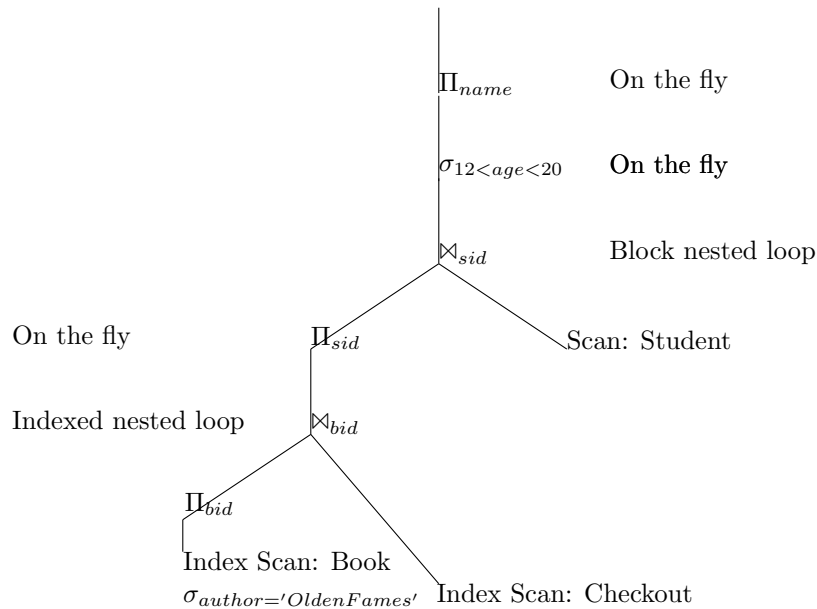 Π_name On the fly
σ_12<age<20 On the fly
⋈_sid Block nested loop
On the fly Π_sid Scan: Student
Indexed nested loop ⋈_bid
Π_bid
Index Scan: Book
σ_author='OldenFames' Index Scan: Checkout